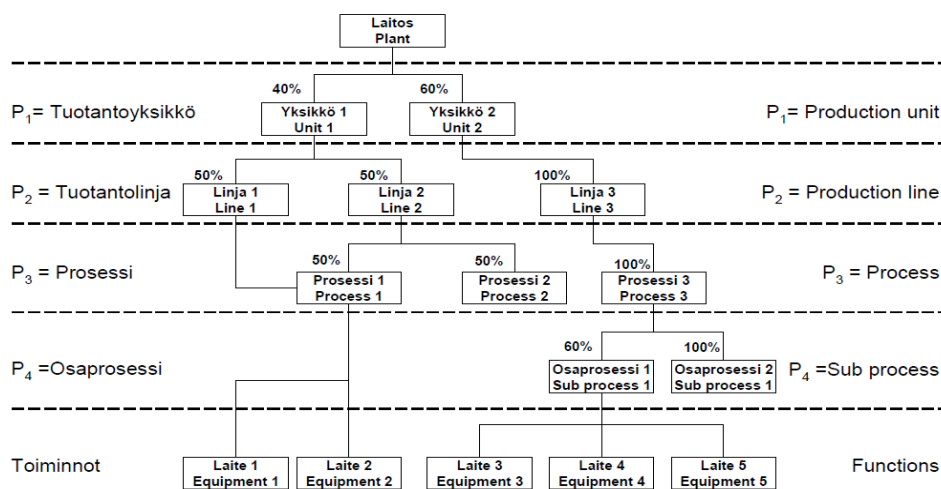 Laitos
Plant
40%
60%
P1= Tuotantoyksikkö
Yksikkö 1
Unit 1
Yksikkö 2
Unit 2
P1= Production unit
50%
50%
100%
P2 = Tuotantolinja
Linja 1
Line 1
Linja 2
Line 2
Linja 3
Line 3
P2 = Production line
50%
50%
100%
P3 = Prosessi
Prosessi 1
Process 1
Prosessi 2
Process 2
Prosessi 3
Process 3
P3 = Process
60%
100%
P4 =Osaprosessi
Osaprosessi 1
Sub process 1
Osaprosessi 2
Sub process 1
P4 =Sub process
Toiminnot
Laite 1
Equipment 1
Laite 2
Equipment 2
Laite 3
Equipment 3
Laite 4
Equipment 4
Laite 5
Equipment 5
Functions